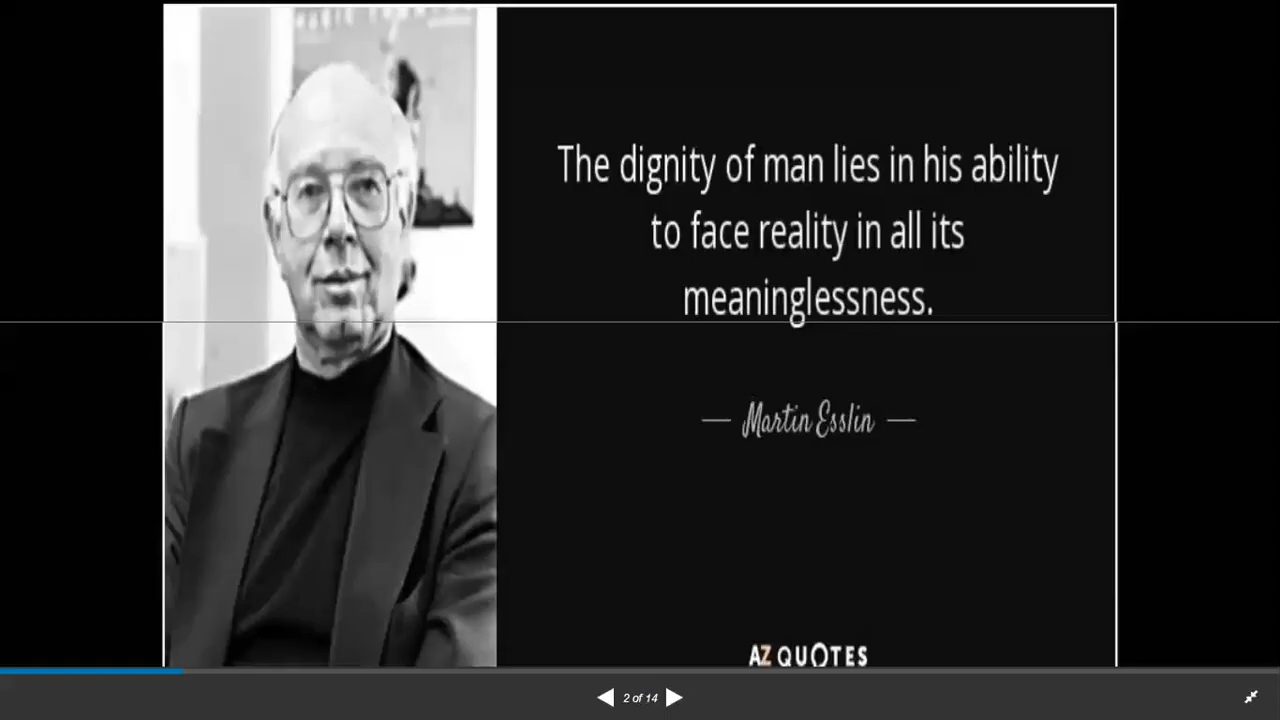 The dignity of man lies in his ability
to face reality in all its
meaninglessness.
— Martin Esslin —
AZ QUOTES
2 of 14